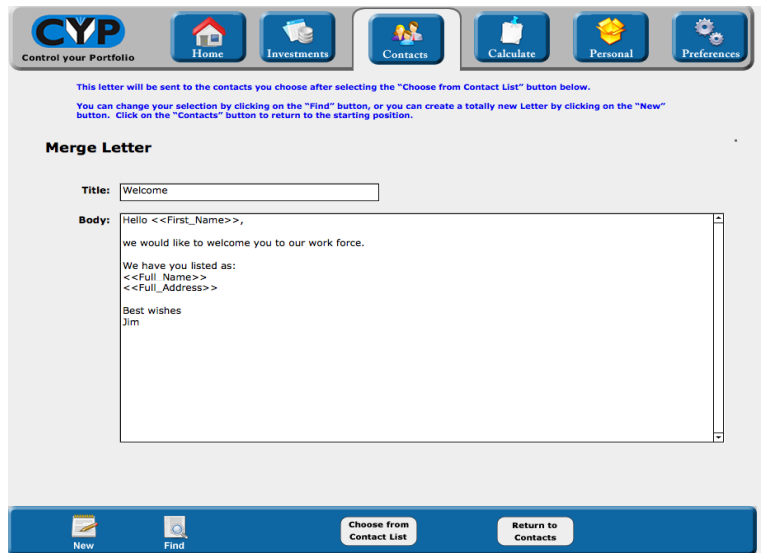 CYP
Control your Portfolio
Home
Investments
Contacts
Calculate
Personal
Preferences
This letter will be sent to the contacts you choose after selecting the “Choose from Contact List” button below.
You can change your selection by clicking on the “Find” button, or you can create a totally new Letter by clicking on the “New”
button.  Click on the “Contacts” button to return to the starting position.
Merge Letter
Title: Welcome
Body: Hello <<First_Name>>,
we would like to welcome you to our work force.
We have you listed as:
<<Full_Name>>
<<Full_Address>>
Best wishes
Jim
New
Find
Choose from
Contact List
Return to
Contacts